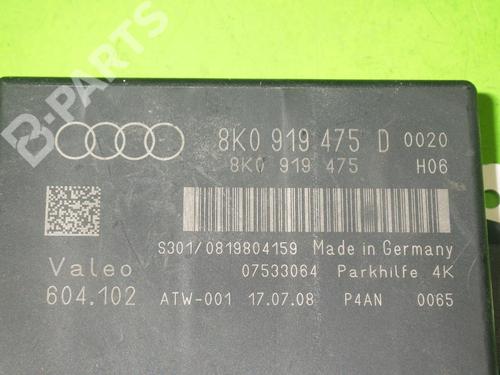 B-PARTS
8K0 919 475 D 0020
8K0 919 475 H06
S301/0819804159 Made in Germany
Valeo 07533064 Parkhilfe 4K
604.102 ATW-001 17.07.08 P4AN 0065